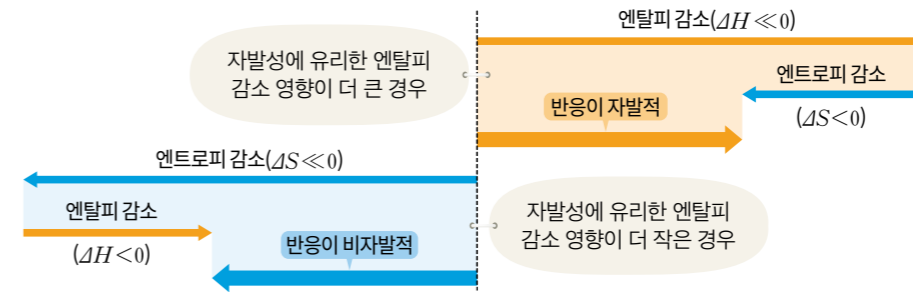 엔탈피 감소(ΔH≪0)
자발성에 유리한 엔탈피
감소 영향이 더 큰 경우
엔트로피 감소
(ΔS<0)
반응이 자발적
엔트로피 감소(ΔS≪0)
엔탈피 감소
(ΔH<0)
반응이 비자발적
자발성에 유리한 엔탈피
감소 영향이 더 작은 경우